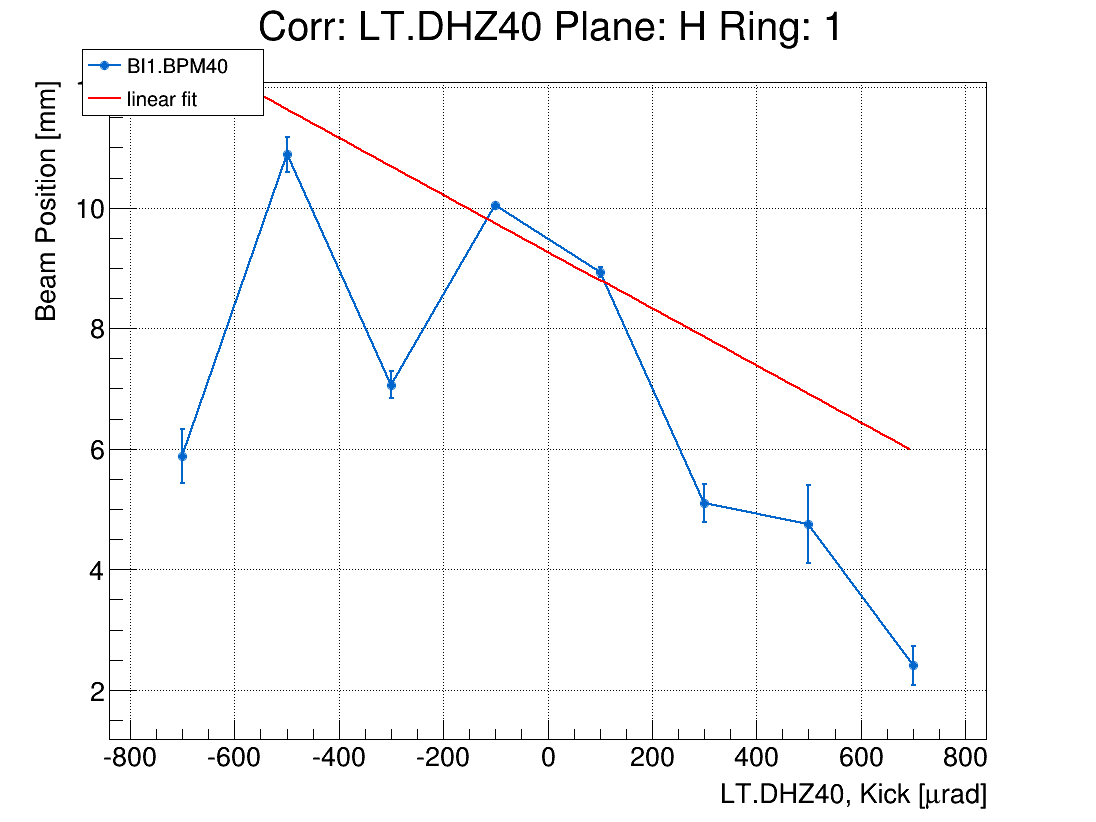 Corr: LT.DHZ40 Plane: H Ring: 1
BI1.BPM40
linear fit
Beam Position [mm]
10
8
6
4
2
-800 -600 -400 -200 0 200 400 600 800
LT.DHZ40, Kick [μrad]